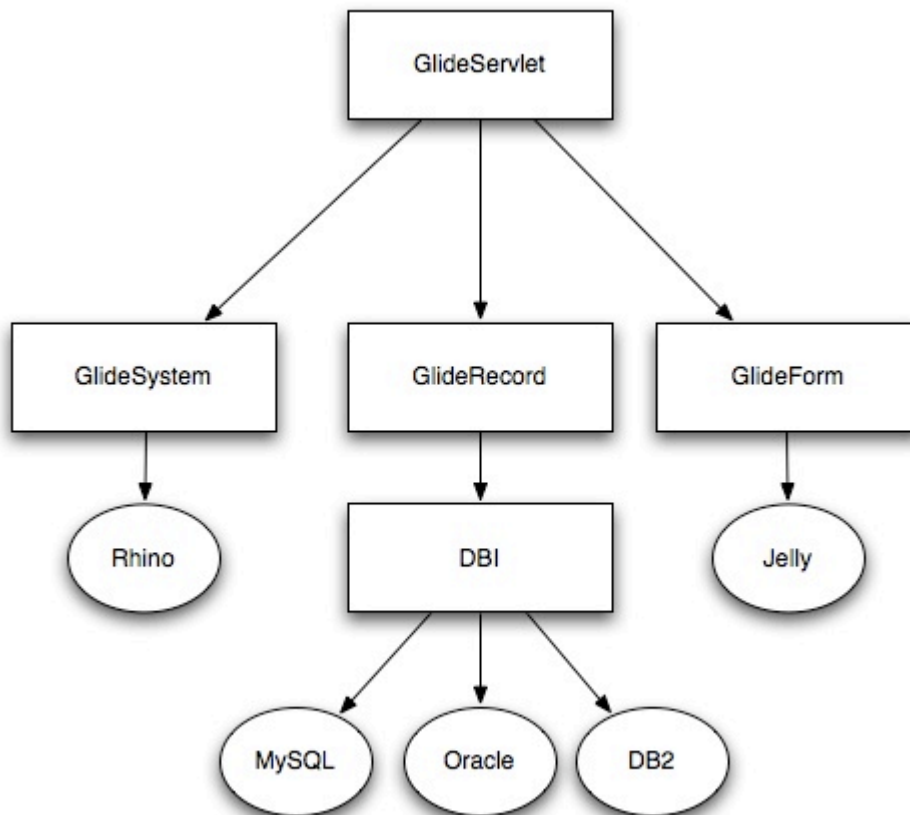 GlideServlet
GlideSystem
GlideRecord
GlideForm
Rhino
DBI
Jelly
MySQL
Oracle
DB2